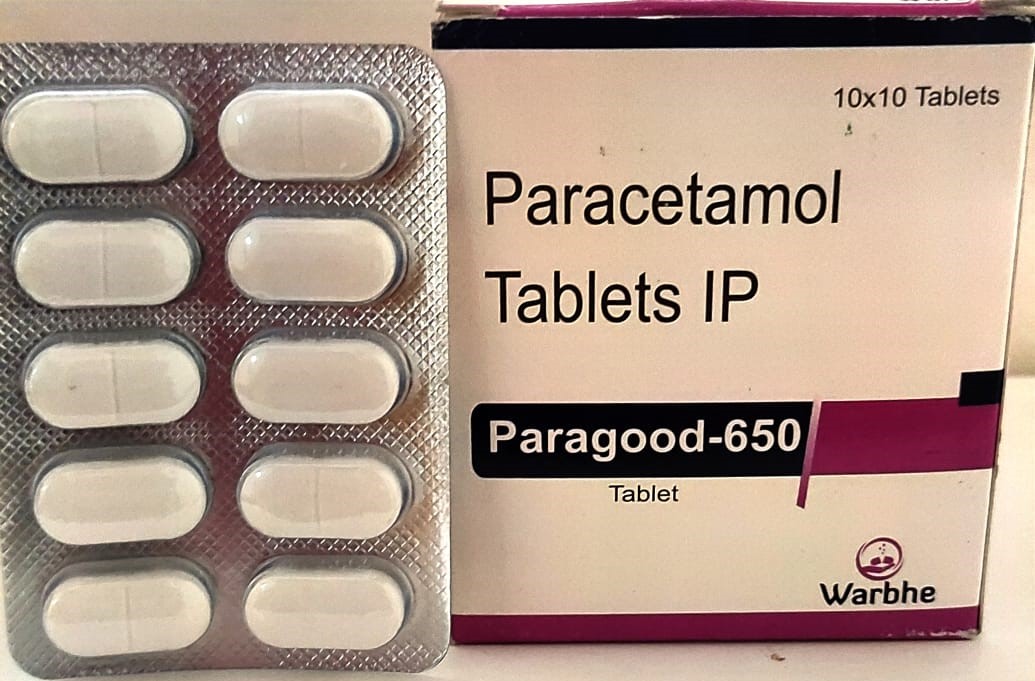 10x10 Tablets
Paracetamol
Tablets IP
Paragood-650
Tablet
Warbhe